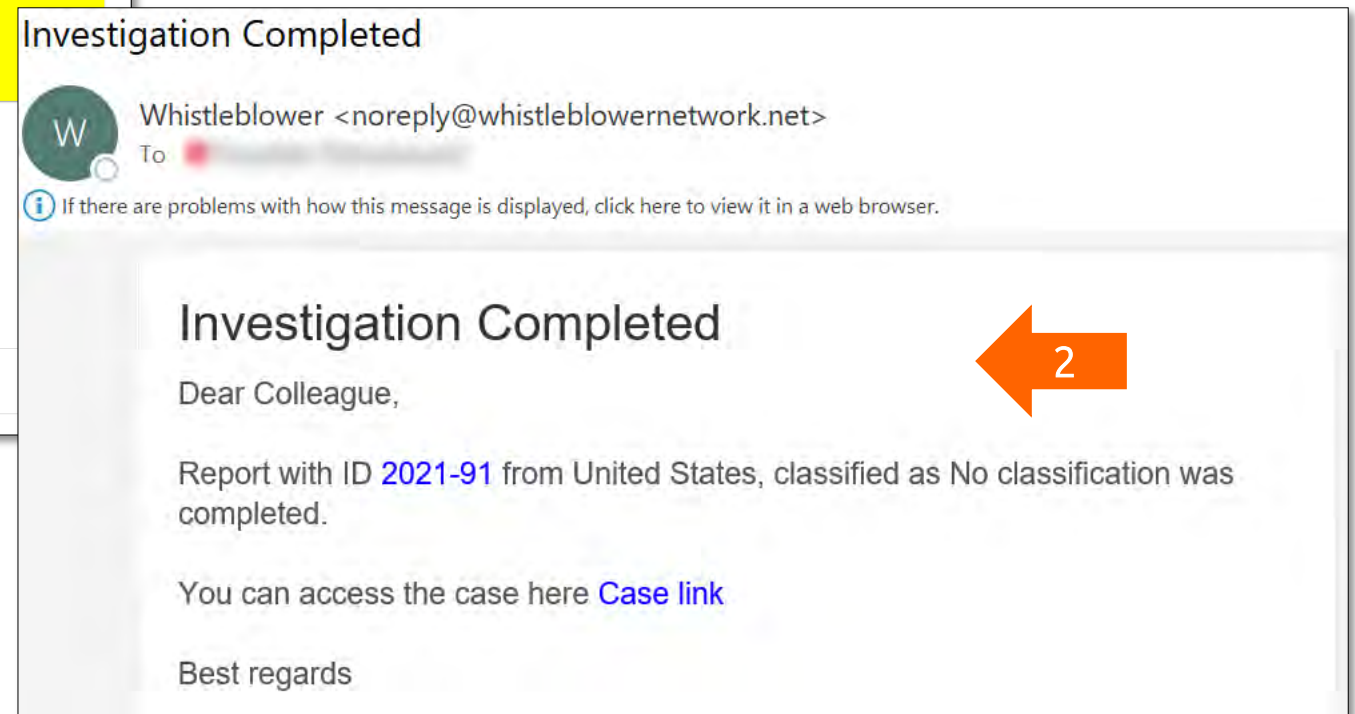 Investigation Completed
W
Whistleblower <noreply@whistleblowernetwork.net>
To
i If there are problems with how this message is displayed, click here to view it in a web browser.
Investigation Completed
2
Dear Colleague,
Report with ID 2021-91 from United States, classified as No classification was
completed.
You can access the case here Case link
Best regards